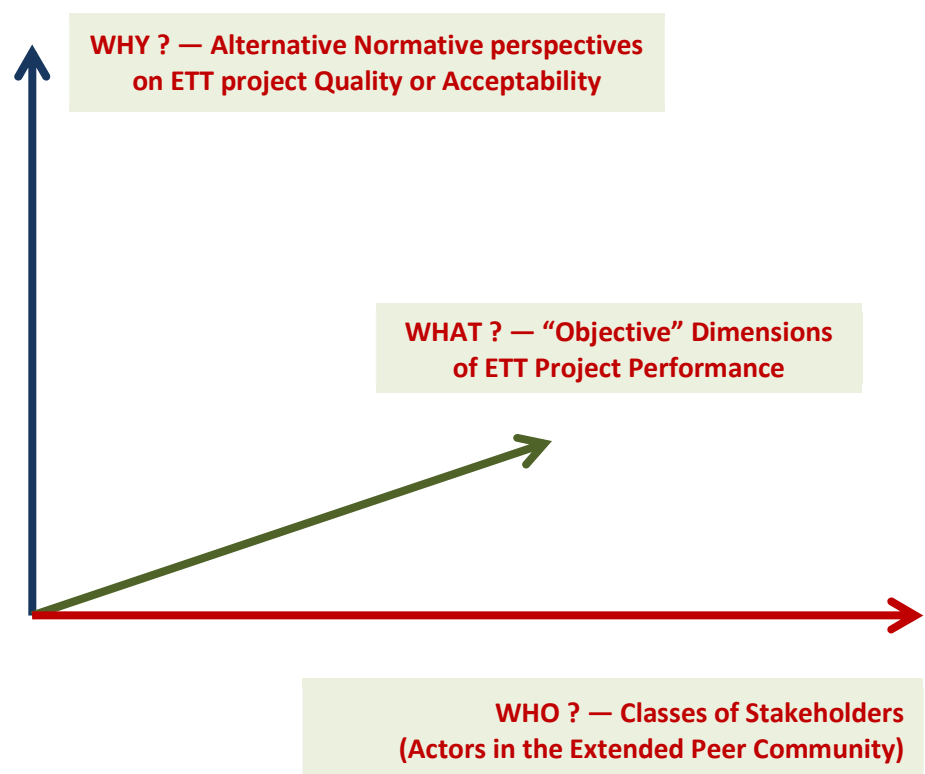 WHY ? — Alternative Normative perspectives
on ETT project Quality or Acceptability
WHAT ? — “Objective” Dimensions
of ETT Project Performance
WHO ? — Classes of Stakeholders
(Actors in the Extended Peer Community)